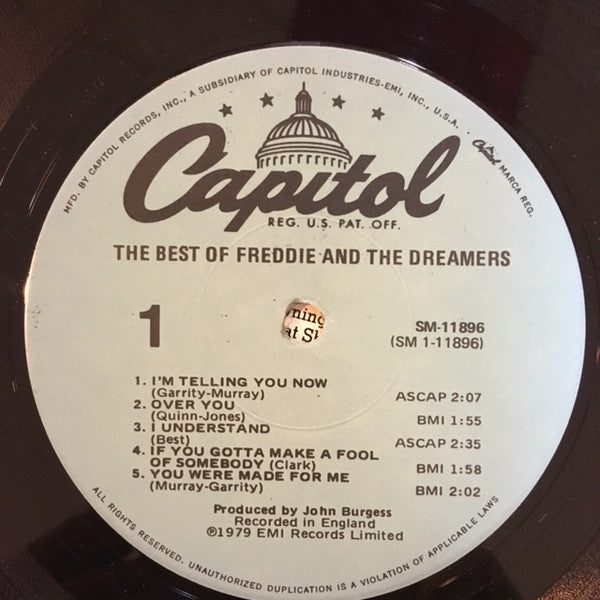 MFD. BY CAPITOL RECORDS, INC., A SUBSIDIARY OF CAPITOL INDUSTRIES-EMI, INC., U.S.A. · Capitol MARCA REG.
Capitol
REG. U.S. PAT. OFF.
THE BEST OF FREDDIE AND THE DREAMERS
1
ning
at
SM-11896
(SM 1-11896)
1. I'M TELLING YOU NOW
(Garrity-Murray) ASCAP 2:07
2. OVER YOU
(Quinn-Jones) BMI 1:55
3. I UNDERSTAND
(Best) ASCAP 2:35
4. IF YOU GOTTA MAKE A FOOL
OF SOMEBODY (Clark) BMI 1:58
5. YOU WERE MADE FOR ME
(Murray-Garrity) BMI 2:02
Produced by John Burgess
Recorded in England
℗1979 EMI Records Limited
ALL RIGHTS RESERVED. UNAUTHORIZED DUPLICATION IS A VIOLATION OF APPLICABLE LAWS